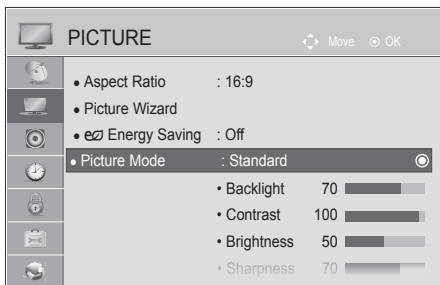 PICTURE
Move ⊙ OK
• Aspect Ratio : 16:9
• Picture Wizard
• Energy Saving : Off
• Picture Mode : Standard
• Backlight 70
• Contrast 100
• Brightness 50
• Sharpness 70